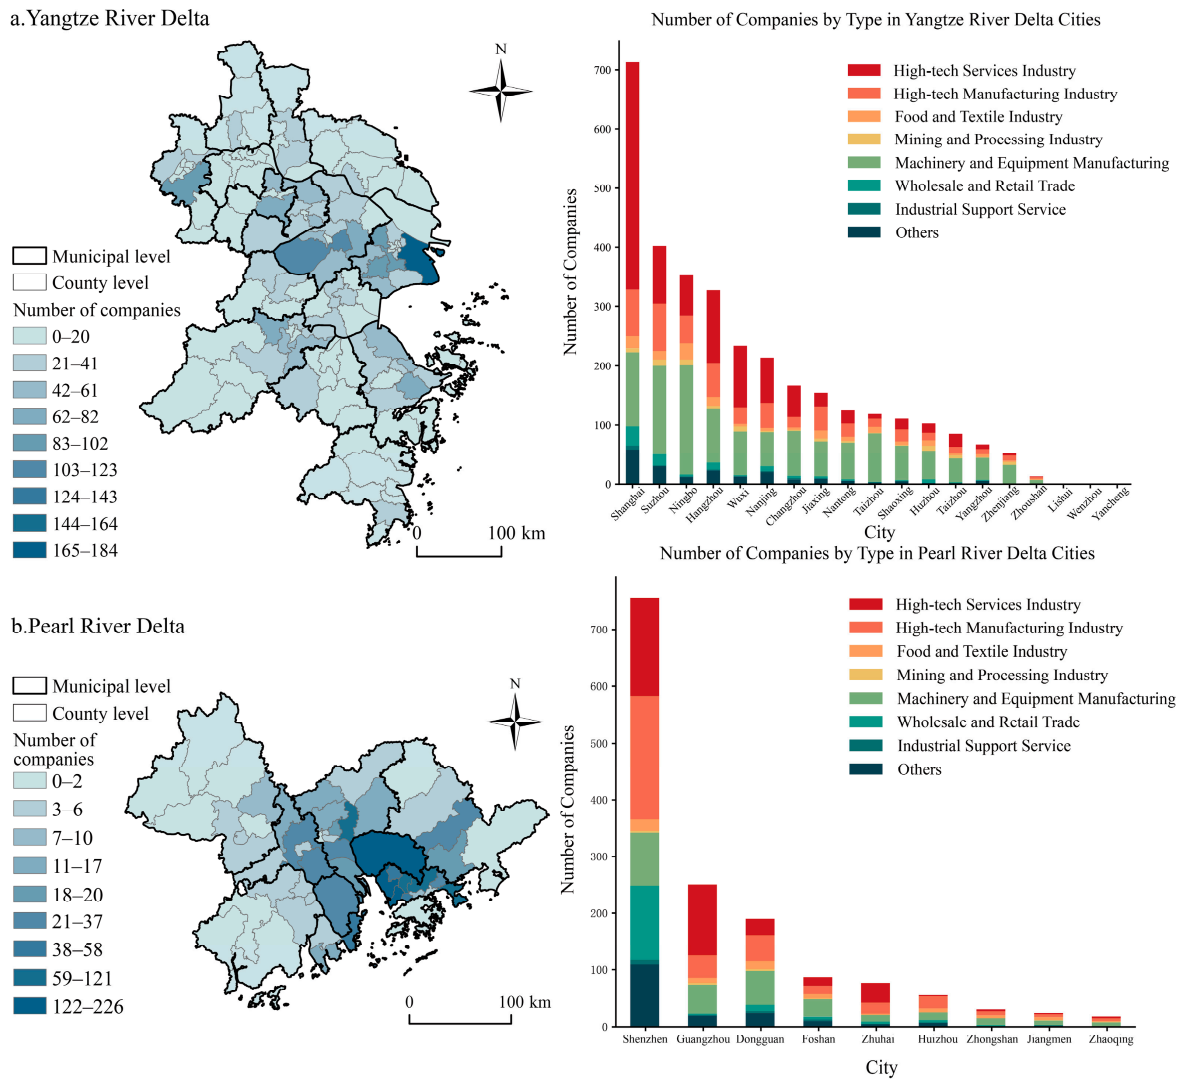 a.Yangtze River Delta
N
Municipal level
County level
Number of companies
0–20
21–41
42–61
62–82
83–102
103–123
124–143
144–164
165–184
0 100 km
Number of Companies by Type in Yangtze River Delta Cities
Number of Companies
700
600
500
400
300
200
100
0
High-tech Services Industry
High-tech Manufacturing Industry
Food and Textile Industry
Mining and Processing Industry
Machinery and Equipment Manufacturing
Wholesale and Retail Trade
Industrial Support Service
Others
Shanghai
Suzhou
Ningbo
Hangzhou
Wuxi
Nanjing
Changzhou
Jiaxing
Nantong
Taizhou
Shaoxing
Huzhou
Taizhou
Yangzhou
Zhenjiang
Zhoushan
Lishui
Wenzhou
Yancheng
City
b.Pearl River Delta
N
Municipal level
County level
Number of
companies
0–2
3–6
7–10
11–17
18–20
21–37
38–58
59–121
122–226
0 100 km
Number of Companies by Type in Pearl River Delta Cities
Number of Companies
700
600
500
400
300
200
100
0
High-tech Services Industry
High-tech Manufacturing Industry
Food and Textile Industry
Mining and Processing Industry
Machinery and Equipment Manufacturing
Wholesale and Retail Trade
Industrial Support Service
Others
Shenzhen
Guangzhou
Dongguan
Foshan
Zhuhai
Huizhou
Zhongshan
Jiangmen
Zhaoqing
City